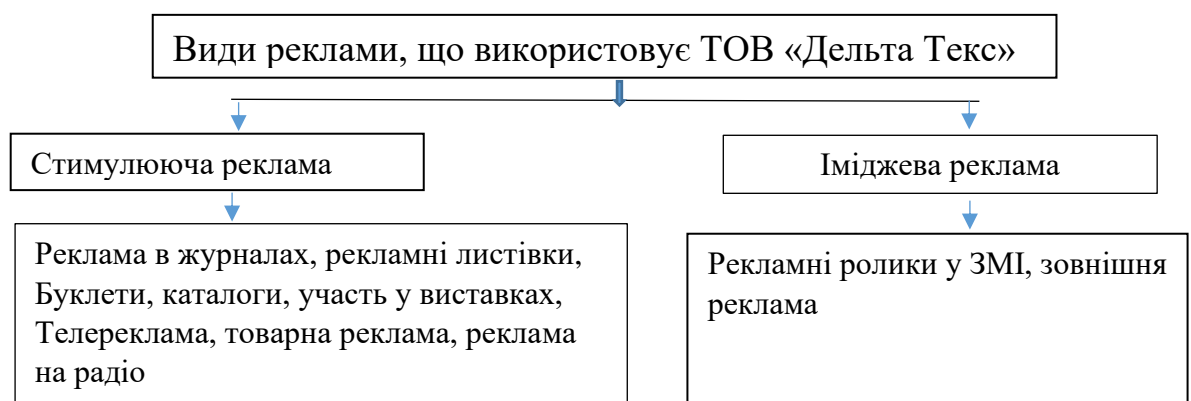 Види реклами, що використовує ТОВ «Дельта Текс»
Стимулююча реклама
Іміджева реклама
Реклама в журналах, рекламні листівки,
Буклети, каталоги, участь у виставках,
Телереклама, товарна реклама, реклама
на радіо
Рекламні ролики у ЗМІ, зовнішня
реклама